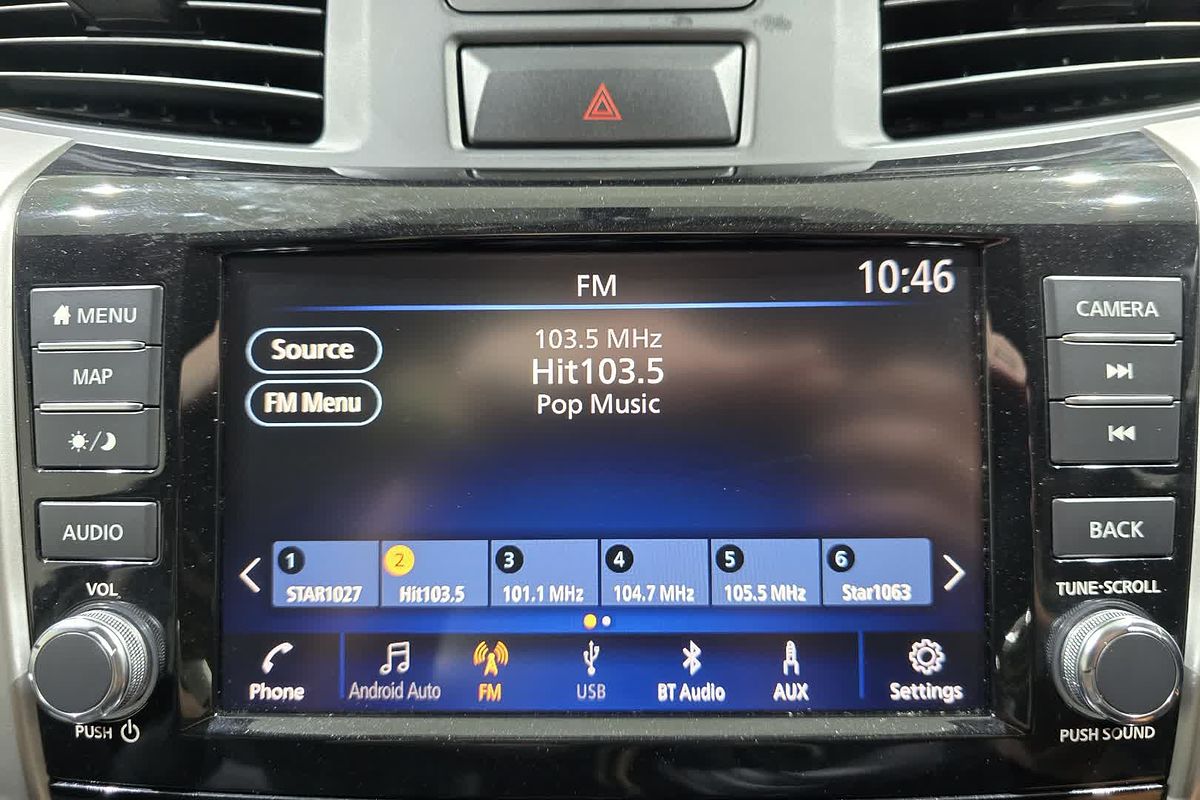 FM
10:46
MENU
MAP
AUDIO
VOL
PUSH
Source
FM Menu
103.5 MHz
Hit103.5
Pop Music
1
STAR1027
2
Hit103.5
3
101.1 MHz
4
104.7 MHz
5
105.5 MHz
6
Star1063
Phone
Android Auto
FM
USB
BT Audio
AUX
Settings
CAMERA
BACK
TUNE·SCROLL
PUSH SOUND